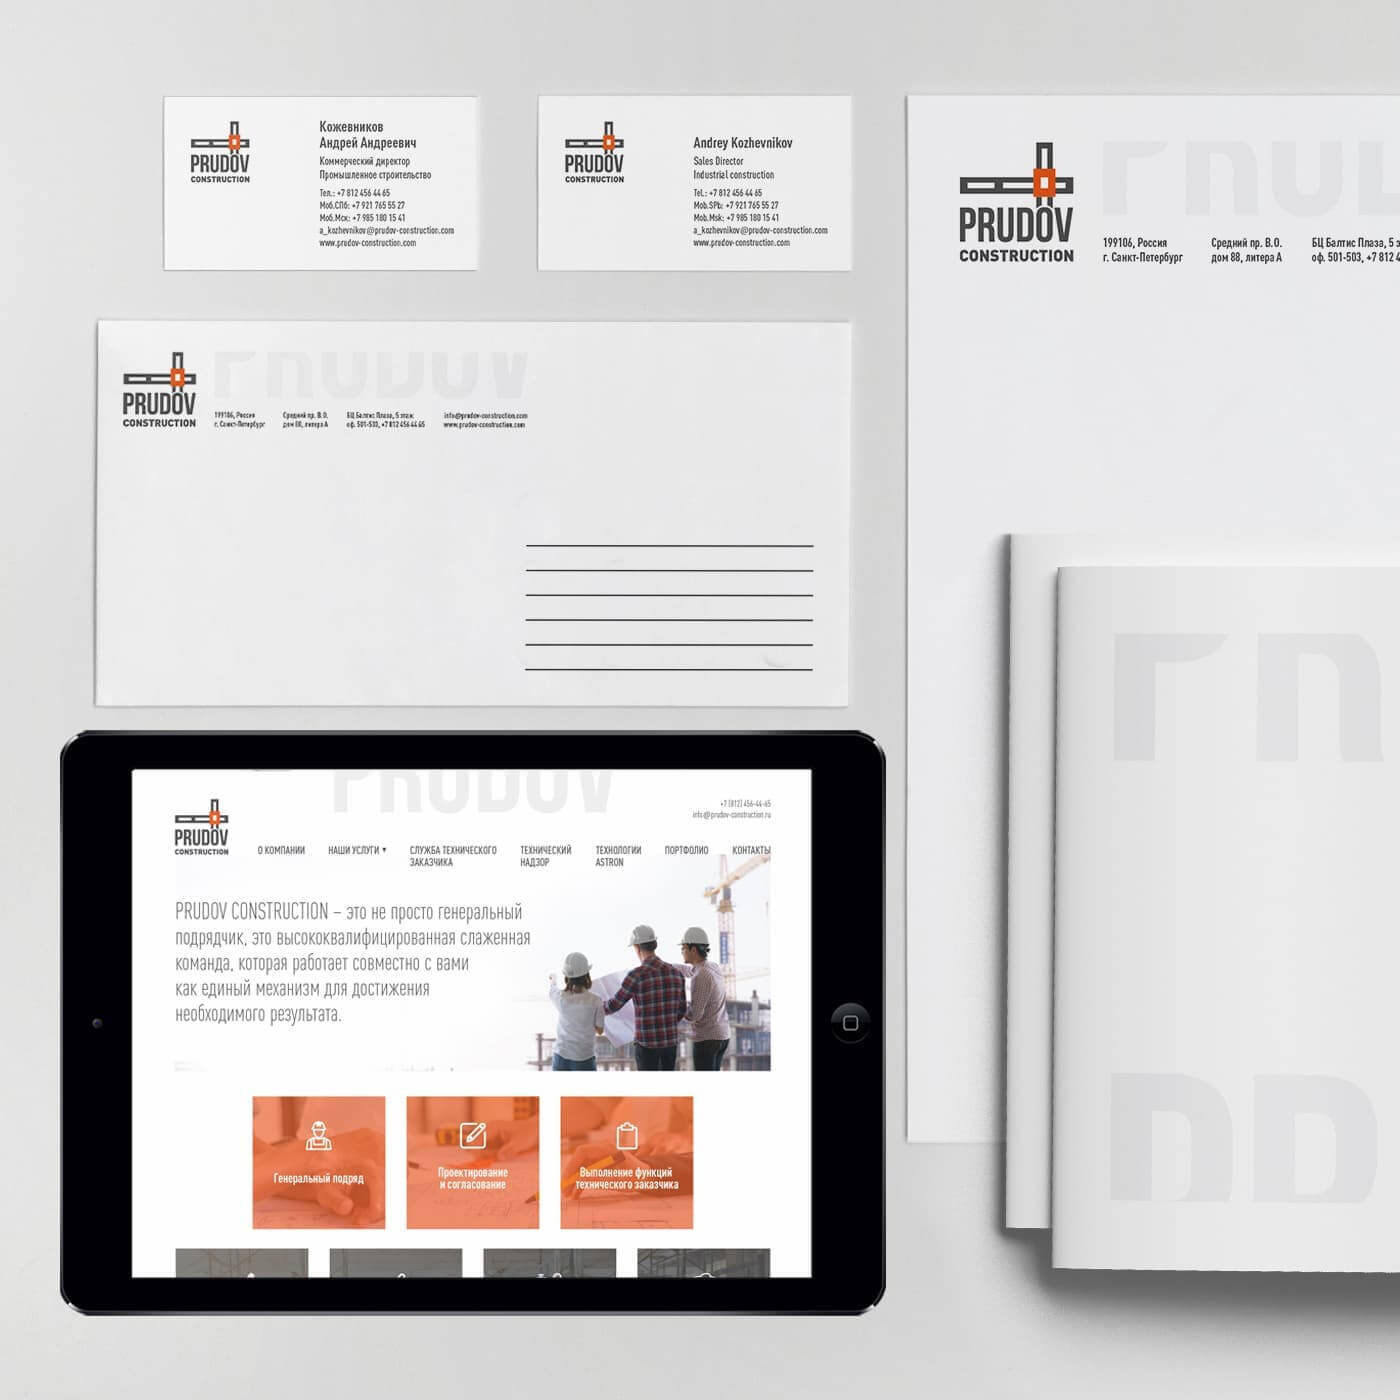 PRUDOV
CONSTRUCTION
Кожевников
Андрей Андреевич
Коммерческий директор
Промышленное строительство
Тел.: +7 812 456 44 65
Моб.СПб: +7 921 765 55 27
Моб.Мск: +7 985 180 15 41
a_kozhevnikov@prudov-construction.com
www.prudov-construction.com
PRUDOV
CONSTRUCTION
Andrey Kozhevnikov
Sales Director
Industrial construction
Tel.: +7 812 456 44 65
Mob.SPb: +7 921 765 55 27
Mob.Msk: +7 985 180 15 41
a_kozhevnikov@prudov-construction.com
www.prudov-construction.com
PRUDOV
CONSTRUCTION
199106, Россия
г. Санкт-Петербург
Средний пр. В.О.
дом 88, литера А
БЦ Балтис Плаза, 5 э
оф. 501-503, +7 812 4
PRUDOV
PRUDOV
CONSTRUCTION
199106, Россия
г. Санкт-Петербург
Средний пр. В.О.
дом 88, литера А
БЦ Балтис Плаза, 5 этаж
оф. 501-503, +7 812 456 44 65
info@prudov-construction.com
www.prudov-construction.com
PRUDOV
PRUDOV
CONSTRUCTION
+7 (812) 456-44-65
info@prudov-construction.ru
О КОМПАНИИ
НАШИ УСЛУГИ ▾
СЛУЖБА ТЕХНИЧЕСКОГО
ЗАКАЗЧИКА
ТЕХНИЧЕСКИЙ
НАДЗОР
ТЕХНОЛОГИИ
ASTRON
ПОРТФОЛИО
КОНТАКТЫ
PRUDOV CONSTRUCTION – это не просто генеральный
подрядчик, это высококвалифицированная слаженная
команда, которая работает совместно с вами
как единый механизм для достижения
необходимого результата.
Генеральный подряд
Проектирование
и согласование
Выполнение функций
технического заказчика